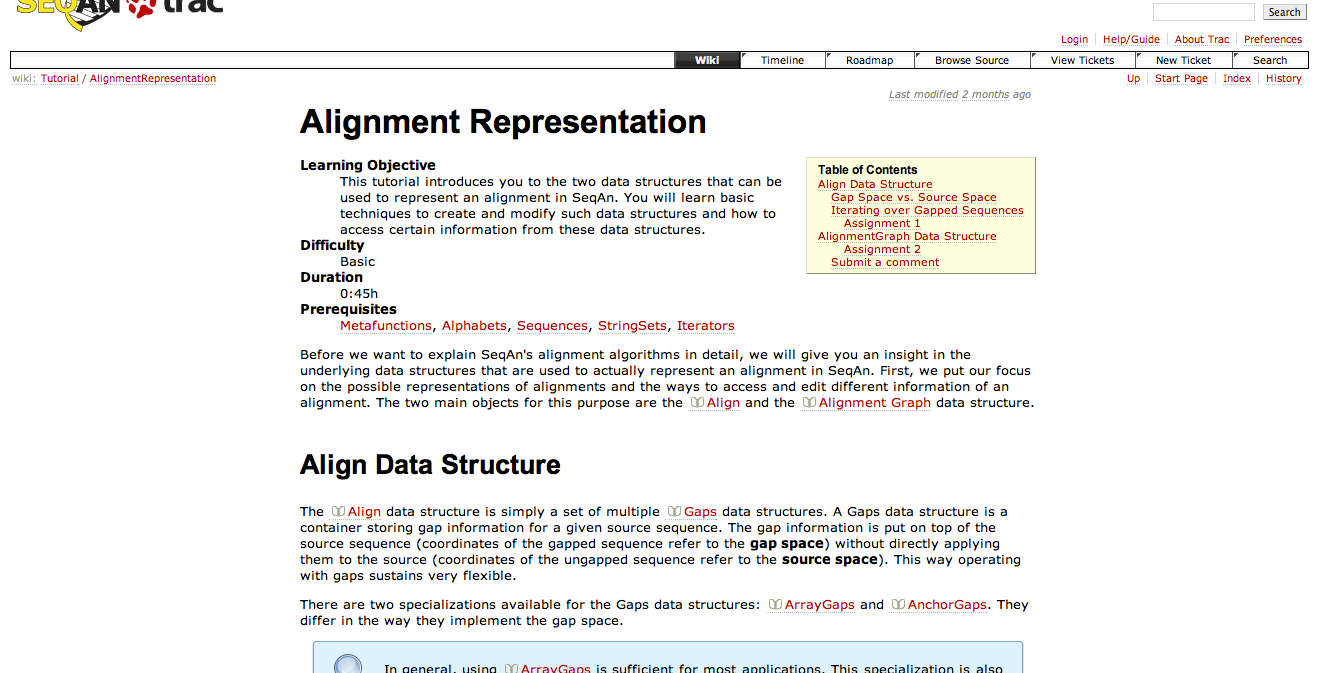 SEQAN trac
Search
Login Help/Guide About Trac Preferences
Wiki Timeline Roadmap Browse Source View Tickets New Ticket Search
wiki: Tutorial / AlignmentRepresentation
Up Start Page Index History
Last modified 2 months ago
Alignment Representation
Learning Objective
This tutorial introduces you to the two data structures that can be
used to represent an alignment in SeqAn. You will learn basic
techniques to create and modify such data structures and how to
access certain information from these data structures.
Difficulty
Basic
Duration
0:45h
Prerequisites
Metafunctions, Alphabets, Sequences, StringSets, Iterators
Table of Contents
Align Data Structure
Gap Space vs. Source Space
Iterating over Gapped Sequences
Assignment 1
AlignmentGraph Data Structure
Assignment 2
Submit a comment
Before we want to explain SeqAn's alignment algorithms in detail, we will give you an insight in the
underlying data structures that are used to actually represent an alignment in SeqAn. First, we put our focus
on the possible representations of alignments and the ways to access and edit different information of an
alignment. The two main objects for this purpose are the Align and the Alignment Graph data structure.
Align Data Structure
The Align data structure is simply a set of multiple Gaps data structures. A Gaps data structure is a
container storing gap information for a given source sequence. The gap information is put on top of the
source sequence (coordinates of the gapped sequence refer to the gap space) without directly applying
them to the source (coordinates of the ungapped sequence refer to the source space). This way operating
with gaps sustains very flexible.
There are two specializations available for the Gaps data structures: ArrayGaps and AnchorGaps. They
differ in the way they implement the gap space.
In general, using ArrayGaps is sufficient for most applications. This specialization is also